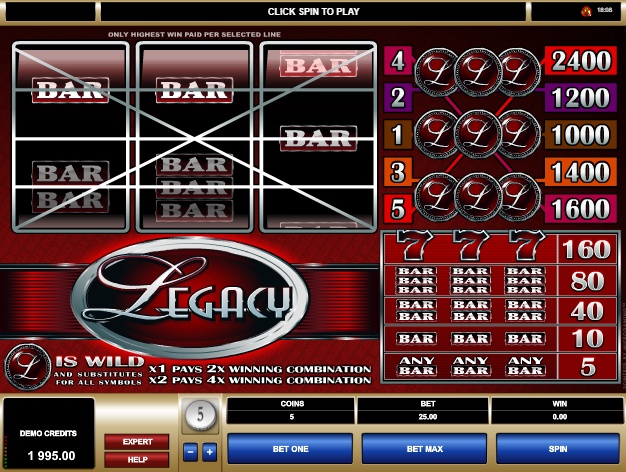 CLICK SPIN TO PLAY
18:08
ONLY HIGHEST WIN PAID PER SELECTED LINE
BAR BAR BAR
BAR
BAR BAR
BAR
BAR BAR
4 L L L 2400
2 1200
1 L L L 1000
3 1400
5 L L L 1600
7 7 7 160
BAR BAR BAR
BAR BAR BAR 80
BAR BAR BAR
BAR BAR BAR
BAR BAR BAR 40
BAR BAR BAR 10
ANY ANY ANY
BAR BAR BAR 5
LEGACY
L IS WILD
AND SUBSTITUTES
FOR ALL SYMBOLS
X1 PAYS 2X WINNING COMBINATION
X2 PAYS 4X WINNING COMBINATION
DEMO CREDITS
1 995.00
EXPERT
HELP
5
- +
COINS
5
BET
25.00
WIN
0.00
BET ONE
BET MAX
SPIN